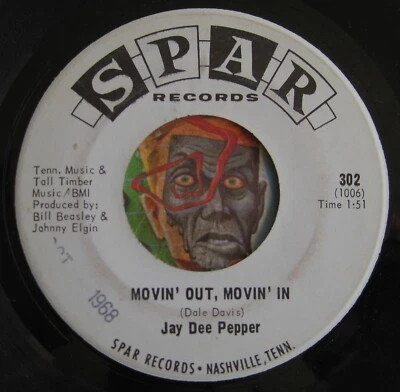 SPAR
RECORDS
Tenn. Music &
Tall Timber
Music/BMI
Produced by:
Bill Beasley &
Johnny Elgin
302
(1006)
Time 1:51
OCT 1968
MOVIN' OUT, MOVIN' IN
(Dale Davis)
Jay Dee Pepper
SPAR RECORDS • NASHVILLE, TENN.